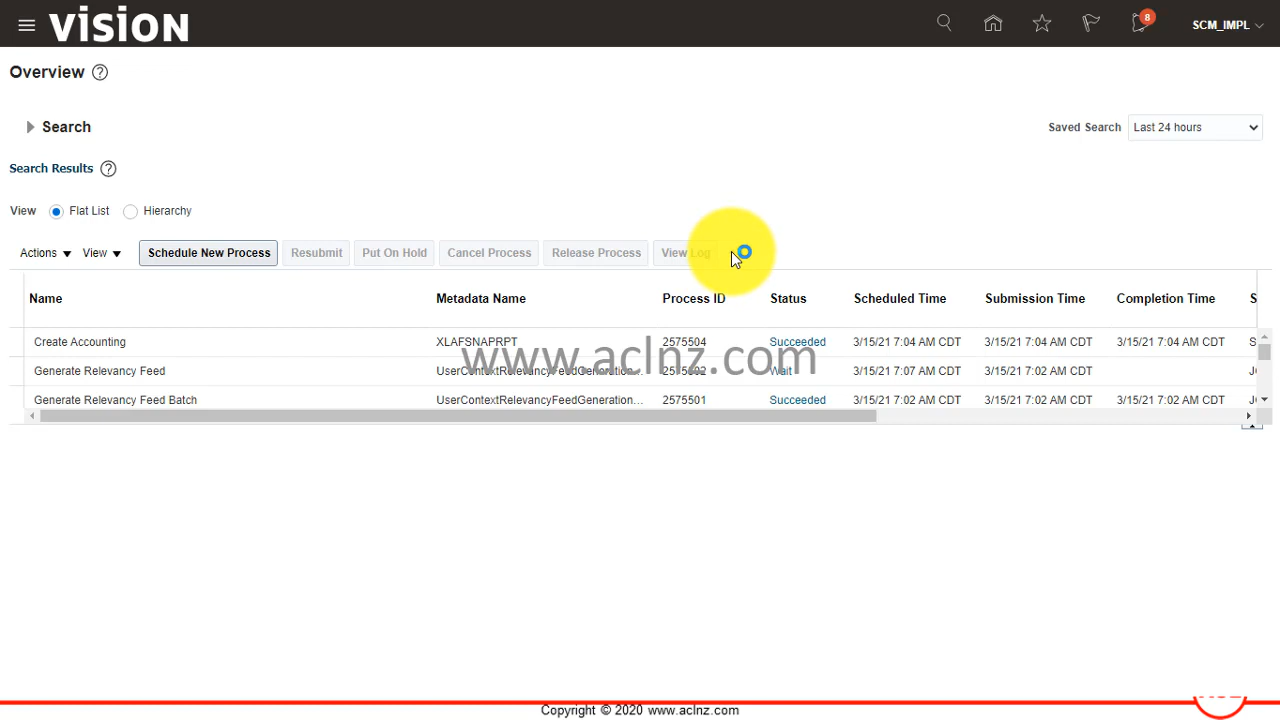 vision
8
SCM_IMPL
Overview ?
Search
Saved Search Last 24 hours
Search Results ?
View Flat List Hierarchy
Actions View Schedule New Process Resubmit Put On Hold Cancel Process Release Process View Log
Name Metadata Name Process ID Status Scheduled Time Submission Time Completion Time S
Create Accounting XLAFSNAPRPT 2575504 Succeeded 3/15/21 7:04 AM CDT 3/15/21 7:04 AM CDT 3/15/21 7:04 AM CDT S
www.aclnz.com
Generate Relevancy Feed UserContextRelevancyFeedGeneration... 2575502 Wait 3/15/21 7:07 AM CDT 3/15/21 7:02 AM CDT
Generate Relevancy Feed Batch UserContextRelevancyFeedGeneration... 2575501 Succeeded 3/15/21 7:02 AM CDT 3/15/21 7:02 AM CDT 3/15/21 7:02 AM CDT
Copyright © 2020 www.aclnz.com